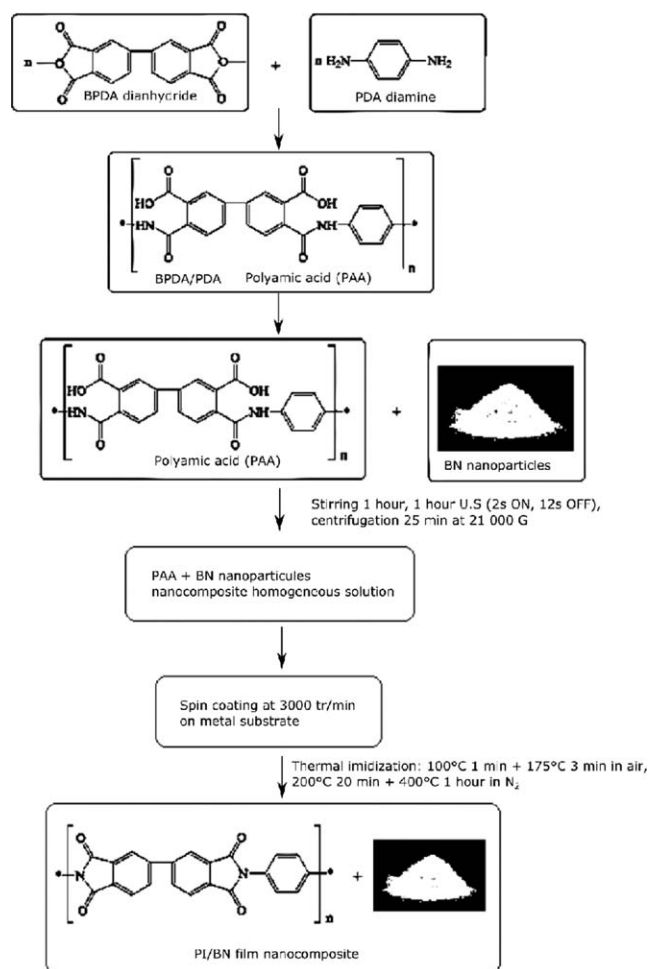 n
O
O
O
O
O
O
BPDA dianhycride
+
n H₂N
NH₂
PDA diamine
O
O
HO
OH
HN
NH
O
O
n
BPDA/PDA
Polyamic acid (PAA)
O
O
HO
OH
HN
NH
O
O
n
Polyamic acid (PAA)
+
BN nanoparticles
Stirring 1 hour, 1 hour U.S (2s ON, 12s OFF),
centrifugation 25 min at 21 000 G
PAA + BN nanoparticules
nanocomposite homogeneous solution
Spin coating at 3000 tr/min
on metal substrate
Thermal imidization: 100°C 1 min + 175°C 3 min in air,
200°C 20 min + 400°C 1 hour in N₂
O
O
N
N
O
O
n
+
PI/BN film nanocomposite